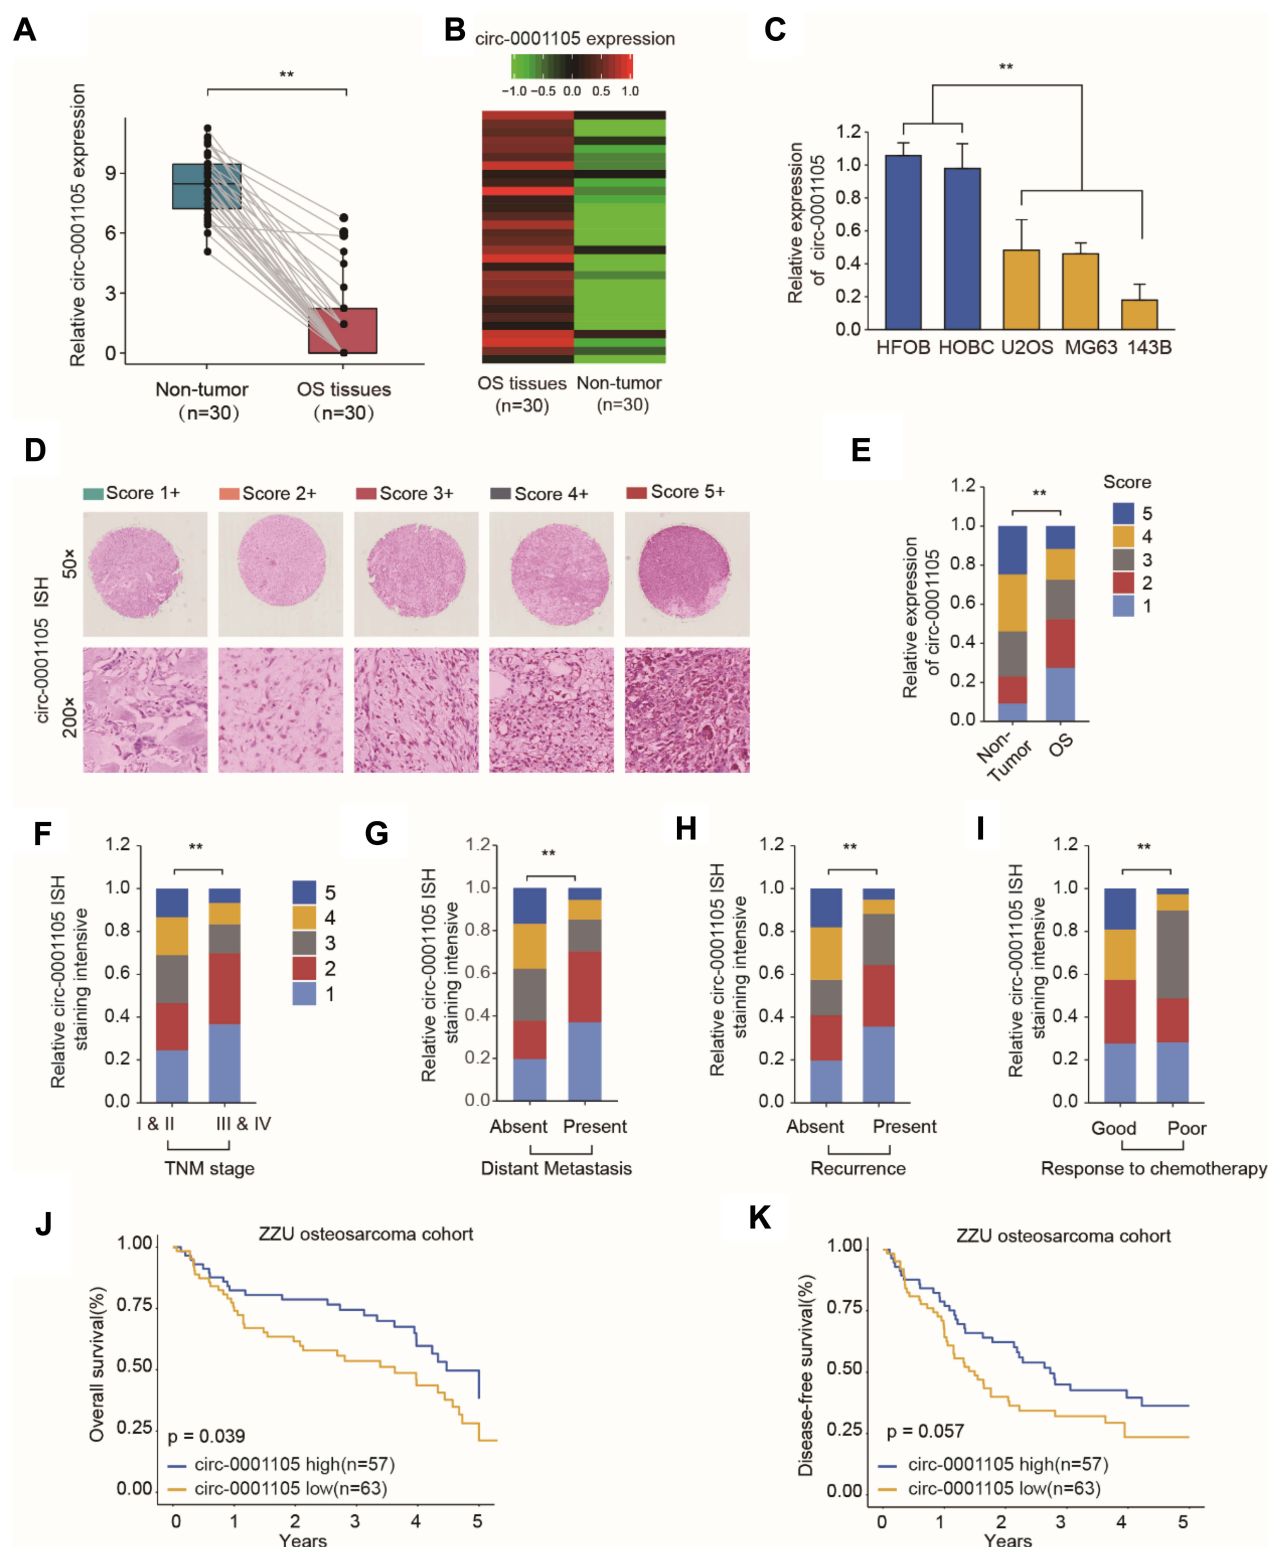 A
**
Relative circ-0001105 expression
9
6
3
0
Non-tumor
(n=30)
OS tissues
(n=30)
B
circ-0001105 expression
−1.0 −0.5 0.0 0.5 1.0
OS tissues
(n=30)
Non-tumor
(n=30)
C
**
Relative expression
of circ-0001105
1.2
1.0
0.8
0.6
0.4
0.2
0.0
HFOB HOBC U2OS MG63 143B
D
Score 1+ Score 2+ Score 3+ Score 4+ Score 5+
circ-0001105 ISH
50×
200×
E
**
Relative expression
of circ-0001105
1.2
1.0
0.8
0.6
0.4
0.2
0.0
Non-
Tumor
OS
Score
5
4
3
2
1
F
**
Relative circ-0001105 ISH
staining intensive
1.2
1.0
0.8
0.6
0.4
0.2
0.0
I & II III & IV
TNM stage
5
4
3
2
1
G
**
Relative circ-0001105 ISH
staining intensive
1.2
1.0
0.8
0.6
0.4
0.2
0.0
Absent Present
Distant Metastasis
H
**
Relative circ-0001105 ISH
staining intensive
1.2
1.0
0.8
0.6
0.4
0.2
0.0
Absent Present
Recurrence
I
**
Relative circ-0001105 ISH
staining intensive
1.2
1.0
0.8
0.6
0.4
0.2
0.0
Good Poor
Response to chemotherapy
J
ZZU osteosarcoma cohort
Overall survival(%)
1.00
0.75
0.50
0.25
0.00
p = 0.039
circ-0001105 high(n=57)
circ-0001105 low(n=63)
0 1 2 3 4 5
Years
K
ZZU osteosarcoma cohort
Disease-free survival(%)
1.00
0.75
0.50
0.25
0.00
p = 0.057
circ-0001105 high(n=57)
circ-0001105 low(n=63)
0 1 2 3 4 5
Years